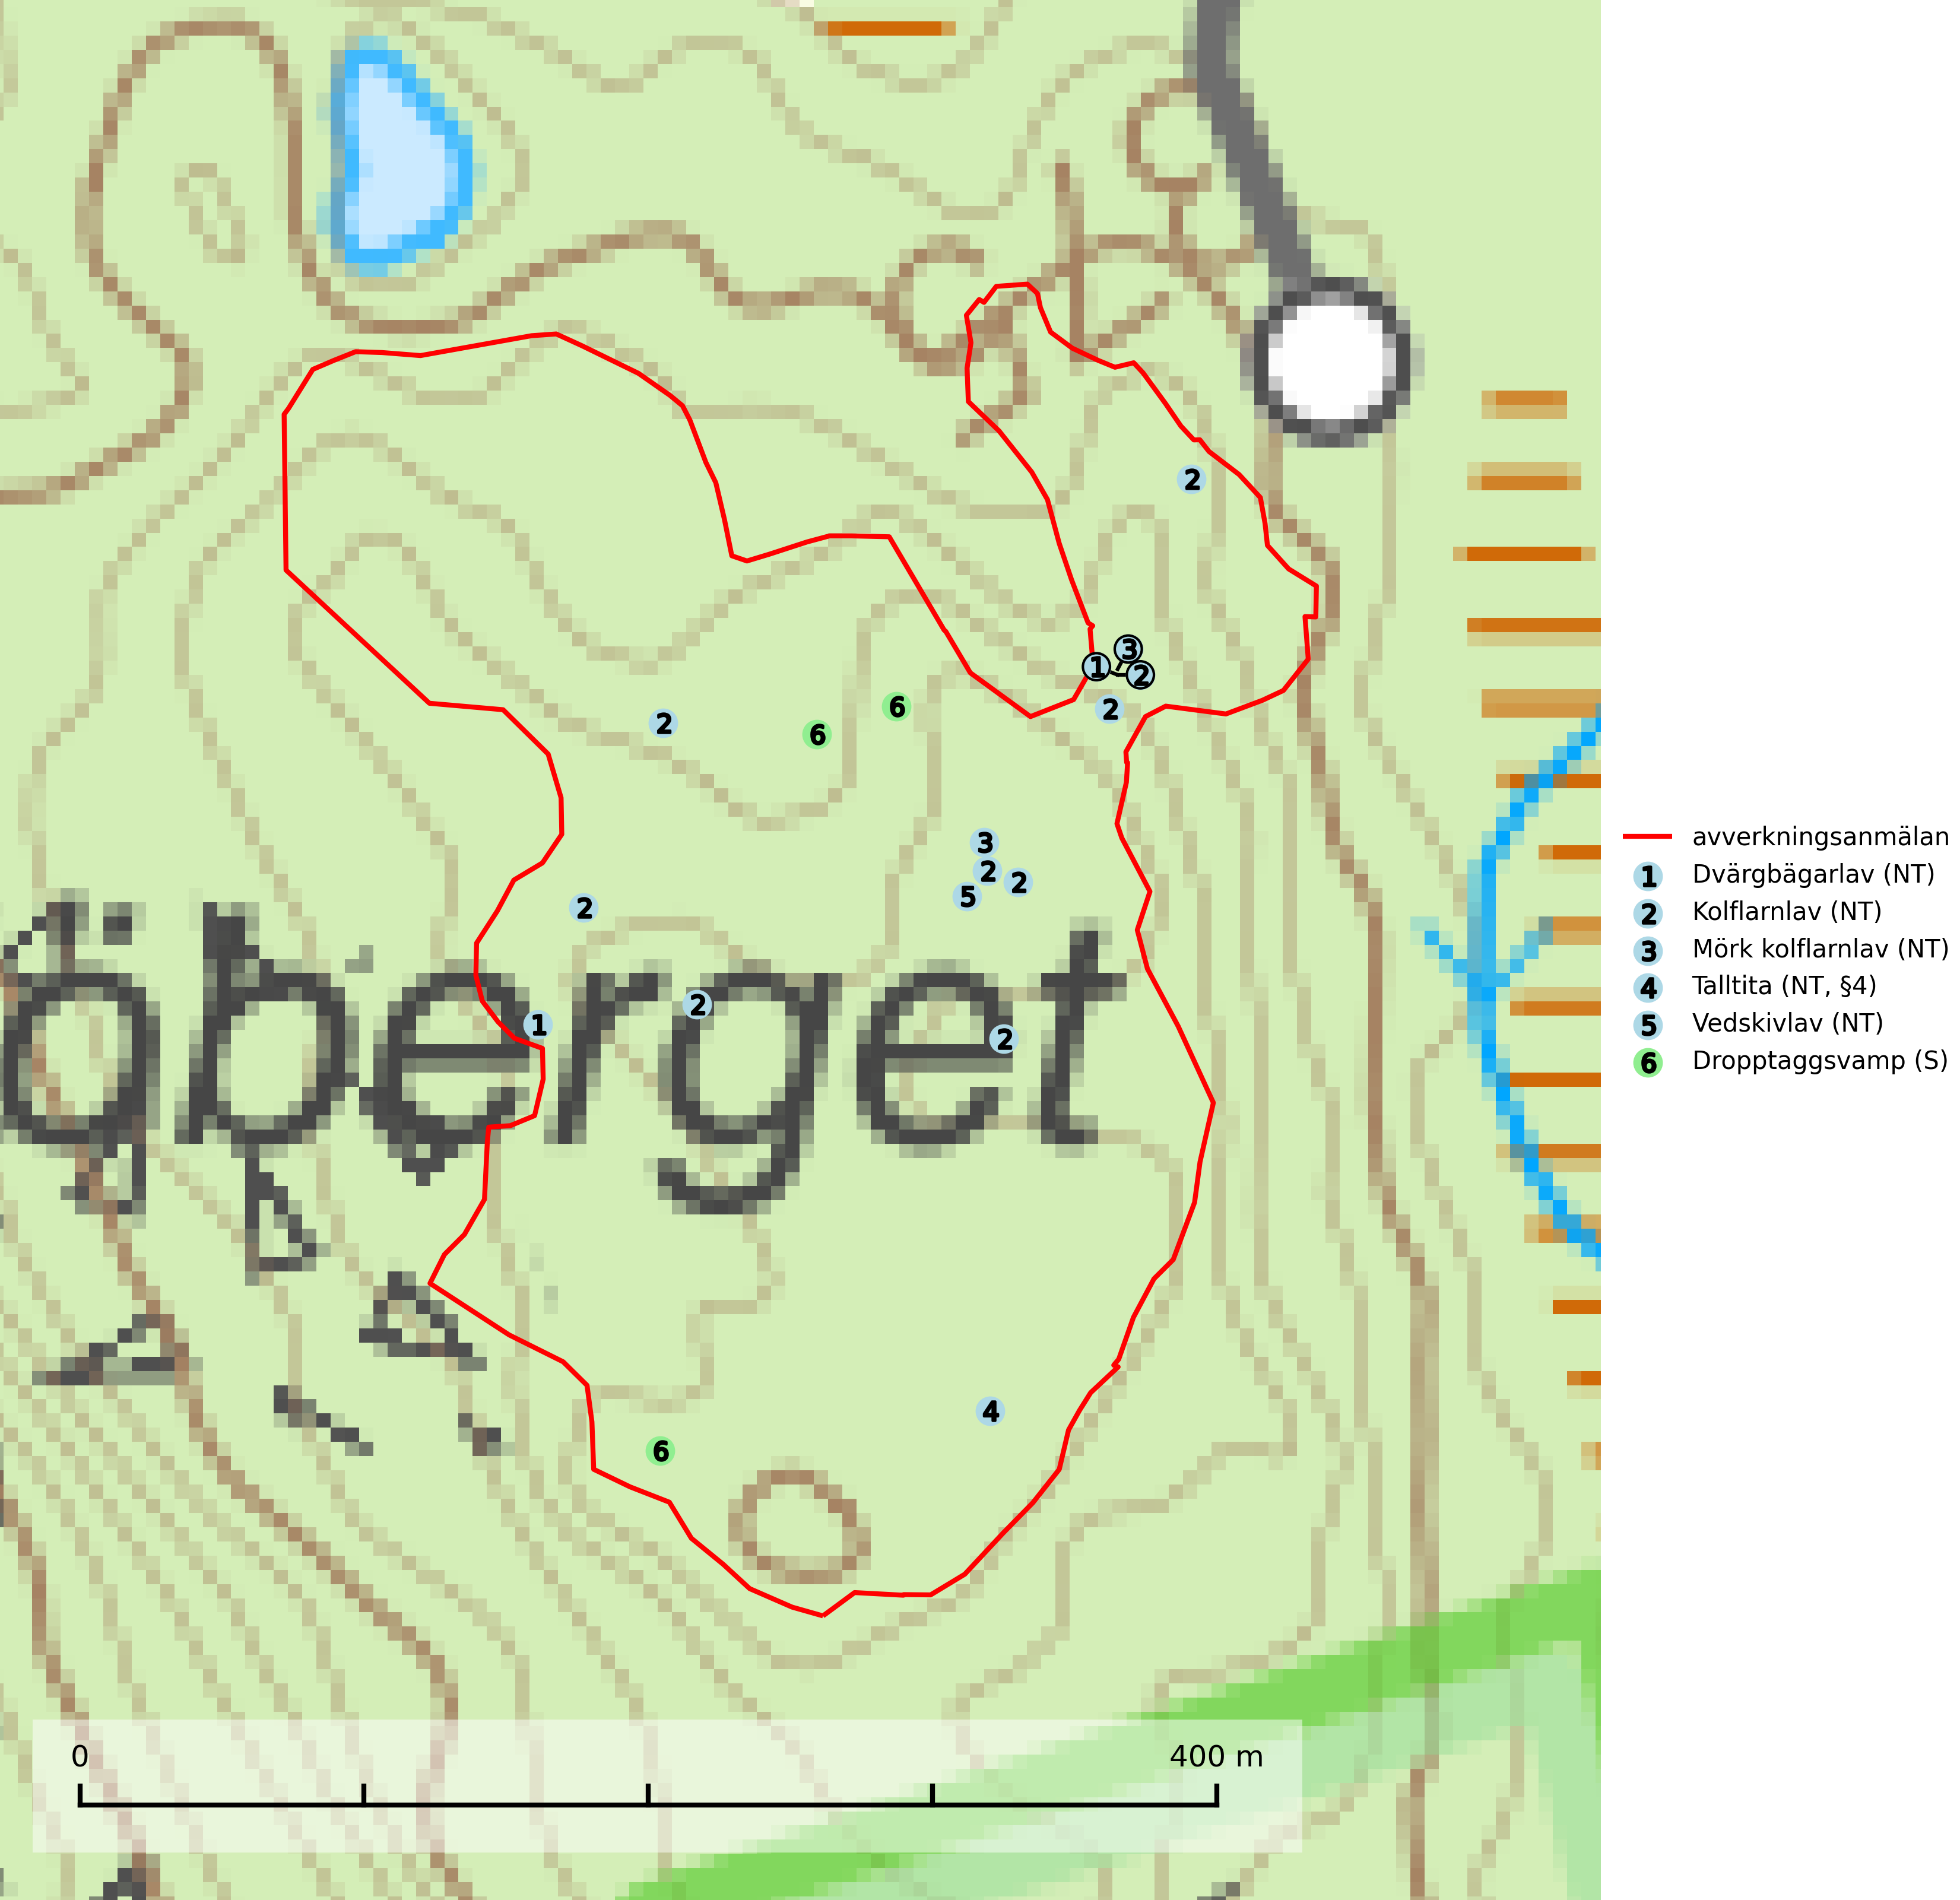 2
3
1
2
2
6
2
6
3
2
2
5
2
2
1
2
4
6
0
400 m
avverkningsanmälan
1 Dvärgbägarlav (NT)
2 Kolflarnlav (NT)
3 Mörk kolflarnlav (NT)
4 Talltita (NT, §4)
5 Vedskivlav (NT)
6 Dropptaggsvamp (S)